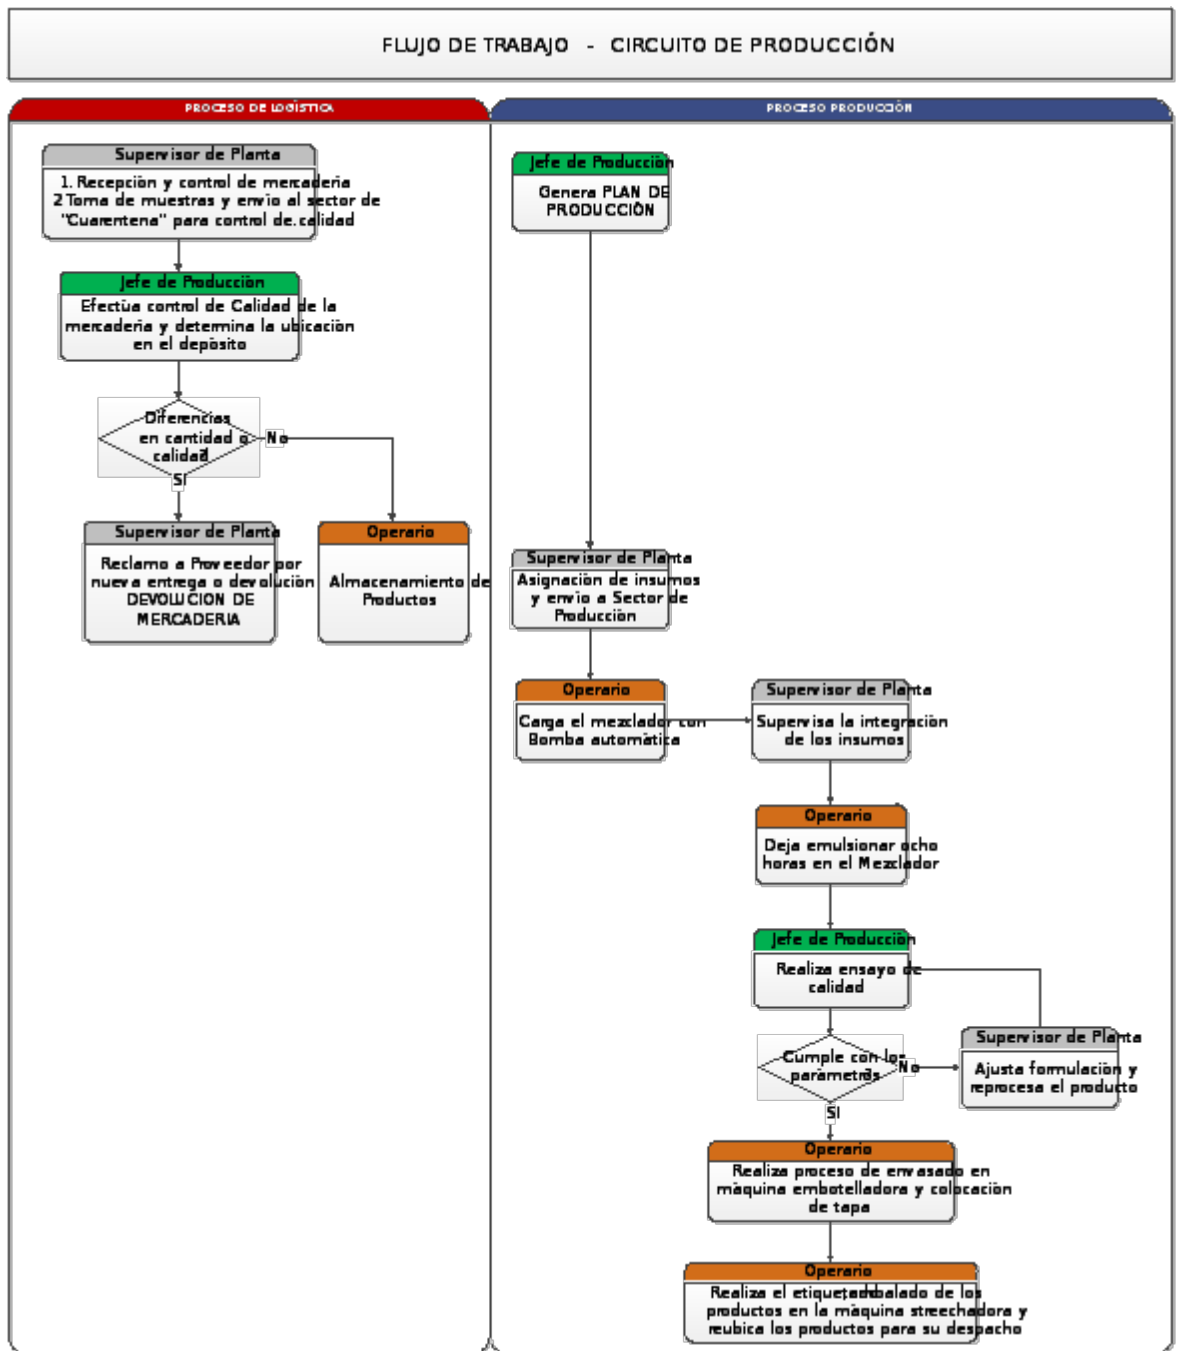 FLUJO DE TRABAJO - CIRCUITO DE PRODUCCIÓN
PROCESO DE LOGÍSTICA
Supervisor de Planta
1. Recepción y control de mercadería
2 Toma de muestras y envío al sector de
"Cuarentena" para control de.calidad
Jefe de Producción
Efectúa control de Calidad de la
mercadería y determina la ubicación
en el depósito
Diferencias
en cantidad o
calidad?
No
SI
Supervisor de Planta
Reclamo a Proveedor por
nueva entrega o devolución
DEVOLUCION DE
MERCADERIA
Operario
Almacenamiento de
Productos
PROCESO PRODUCCIÓN
Jefe de Producción
Genera PLAN DE
PRODUCCIÓN
Supervisor de Planta
Asignación de insumos
y envío a Sector de
Producción
Operario
Carga el mezclador con
Bomba automática
Supervisor de Planta
Supervisa la integración
de los insumos
Operario
Deja emulsionar ocho
horas en el Mezclador
Jefe de Producción
Realiza ensayo de
calidad
Cumple con los
parámetros?
No
Supervisor de Planta
Ajusta formulación y
reprocesa el producto
SI
Operario
Realiza proceso de envasado en
máquina embotelladora y colocación
de tapa
Operario
Realiza el etiquetado, embalado de los
productos en la máquina streechadora y
reubica los productos para su despacho